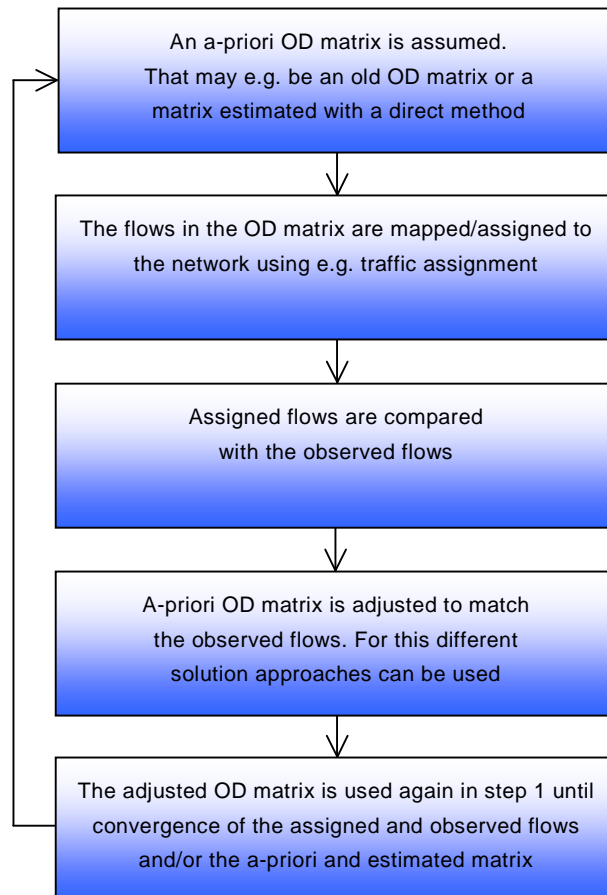 An a-priori OD matrix is assumed.
That may e.g. be an old OD matrix or a
matrix estimated with a direct method
The flows in the OD matrix are mapped/assigned to
the network using e.g. traffic assignment
Assigned flows are compared
with the observed flows
A-priori OD matrix is adjusted to match
the observed flows. For this different
solution approaches can be used
The adjusted OD matrix is used again in step 1 until
convergence of the assigned and observed flows
and/or the a-priori and estimated matrix